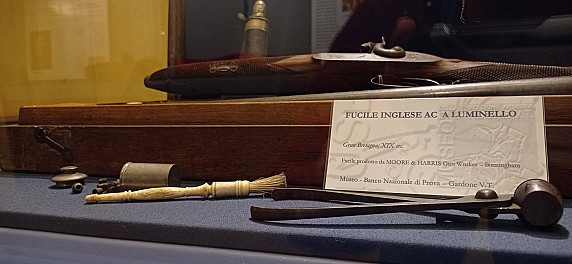 FUCILE INGLESE AC A LUMINELLO
Gran Bretagna, XIX sec.
Fucile prodotto da MOORE & HARRIS Gun Worker – Birmingham
Museo - Banco Nazionale di Prova – Gardone V.T.